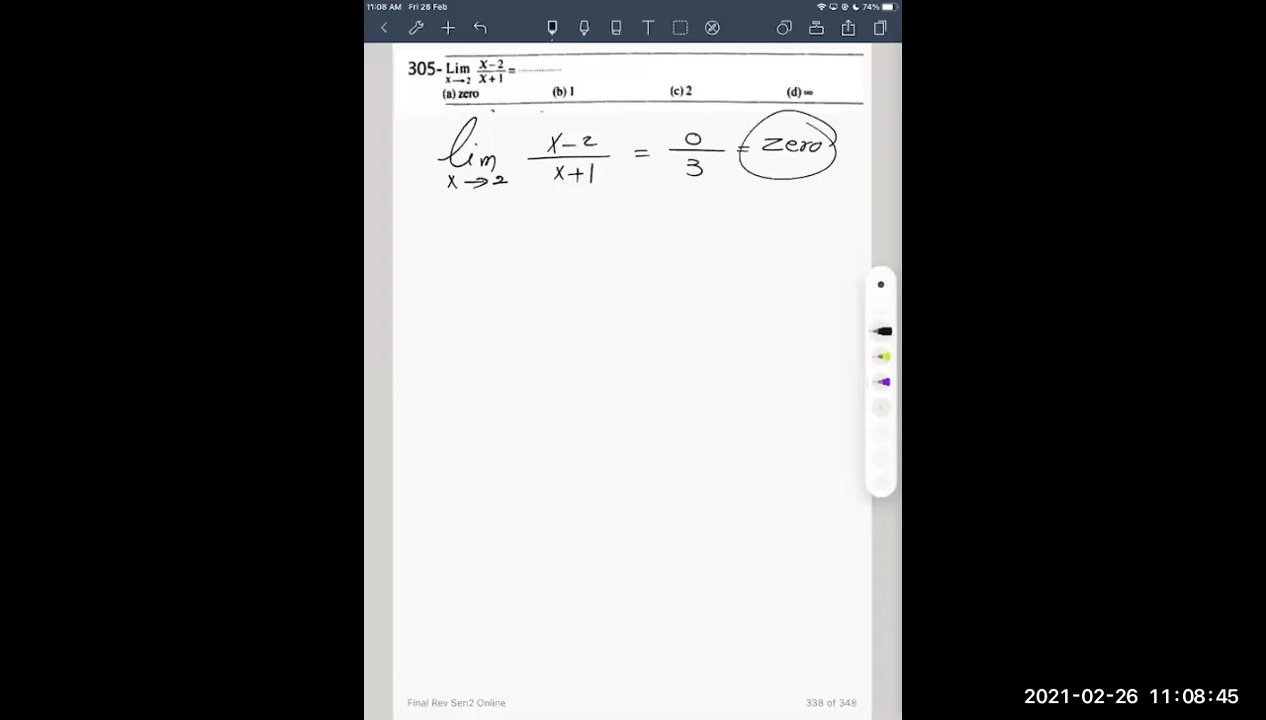 11:08 AM Fri 26 Feb 74%
305- Lim x→2 x-2/x+1 = ..............
(a) zero (b) 1 (c) 2 (d) ∞
lim x→2 x-2/x+1 = 0/3 = zero
Final Rev Sen2 Online 338 of 348
2021-02-26 11:08:45